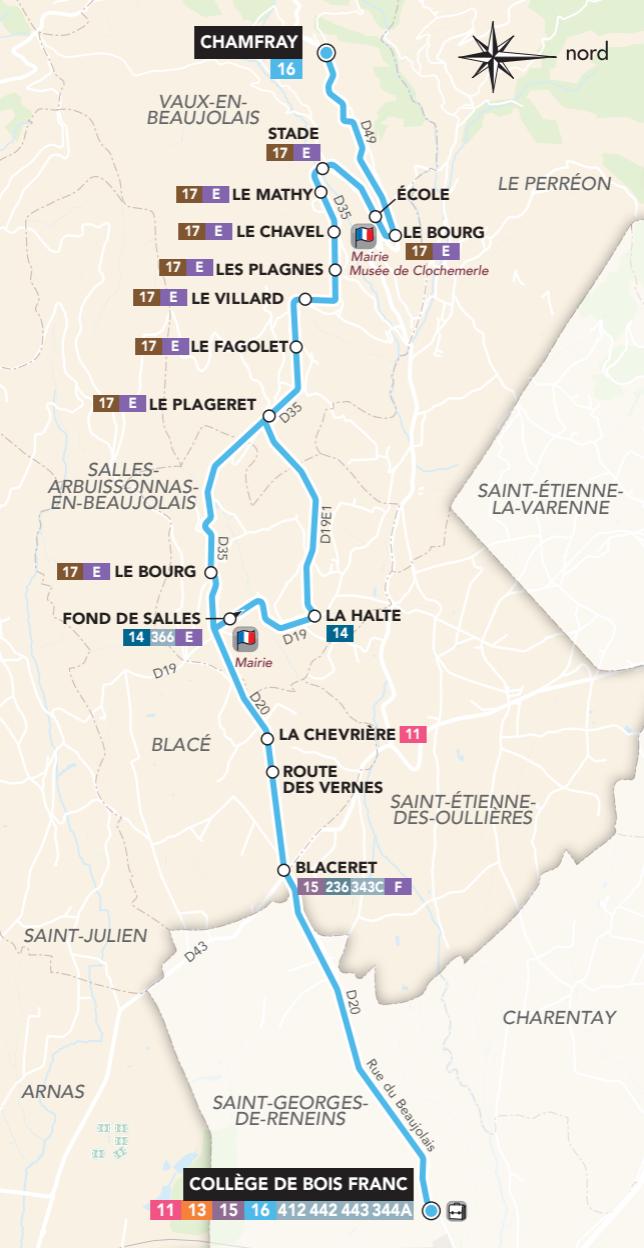 CHAMFRAY
16
nord
VAUX-EN-
BEAUJOLAIS
D49
STADE
17 E
LE PERRÉON
17 E LE MATHY
D35
ÉCOLE
17 E LE CHAVEL
LE BOURG
17 E
Mairie
Musée de Clochemerle
17 E LES PLAGNES
17 E LE VILLARD
17 E LE FAGOLET
17 E LE PLAGERET
D35
SALLES-
ARBUISSONNAS-
EN-BEAUJOLAIS
SAINT-ÉTIENNE-
LA-VARENNE
D19E1
D35
17 E LE BOURG
FOND DE SALLES
14 366 E
LA HALTE
14
D19
Mairie
D19
D20
LA CHEVRIÈRE 11
BLACÉ
ROUTE
DES VERNES
SAINT-ÉTIENNE-
DES-OULLIÈRES
BLACERET
15 236 343C F
SAINT-JULIEN
D43
D20
CHARENTAY
Rue du Beaujolais
ARNAS
SAINT-GEORGES-
DE-RENEINS
COLLÈGE DE BOIS FRANC
11 13 15 16 412 442 443 344A